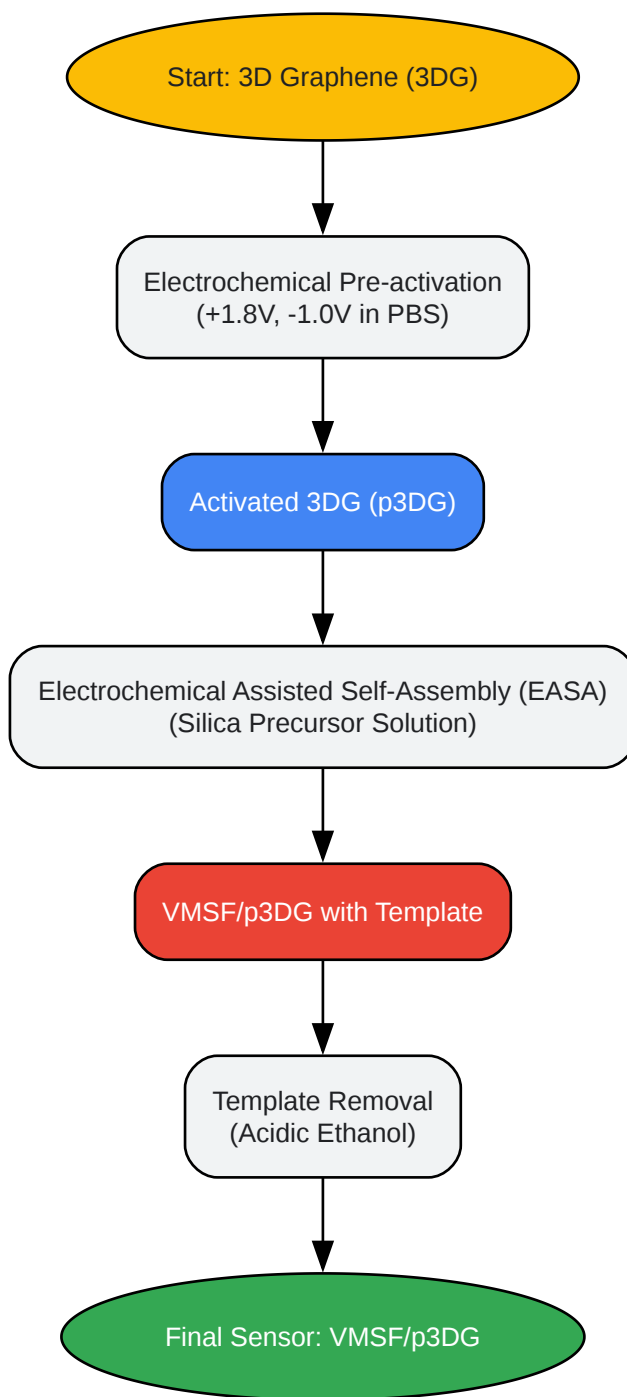 Start: 3D Graphene (3DG)
Electrochemical Pre-activation
(+1.8V, -1.0V in PBS)
Activated 3DG (p3DG)
Electrochemical Assisted Self-Assembly (EASA)
(Silica Precursor Solution)
VMSF/p3DG with Template
Template Removal
(Acidic Ethanol)
Final Sensor: VMSF/p3DG